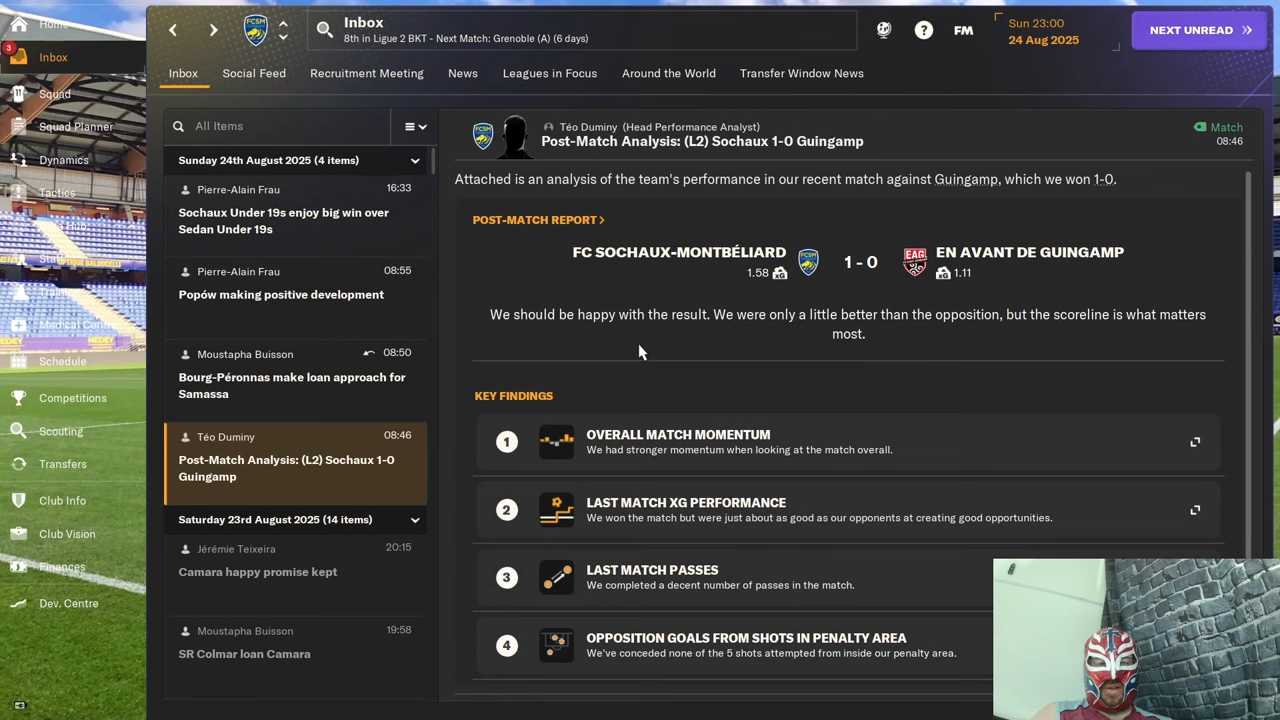 Home
3
Inbox
Squad
Squad Planner
Dynamics
Tactics
Medical Centre
Schedule
Competitions
Scouting
Transfers
Club Info
Club Vision
Finances
Dev. Centre
FCSM
Inbox
8th in Ligue 2 BKT - Next Match: Grenoble (A) (6 days)
?
FM
Sun 23:00
24 Aug 2025
NEXT UNREAD
Inbox
Social Feed
Recruitment Meeting
News
Leagues in Focus
Around the World
Transfer Window News
All Items
Sunday 24th August 2025 (4 items)
Pierre-Alain Frau
16:33
Sochaux Under 19s enjoy big win over
Sedan Under 19s
Pierre-Alain Frau
08:55
Popów making positive development
Moustapha Buisson
08:50
Bourg-Péronnas make loan approach for
Samassa
Téo Duminy
08:46
Post-Match Analysis: (L2) Sochaux 1-0
Guingamp
Saturday 23rd August 2025 (14 items)
Jérémie Teixeira
20:15
Camara happy promise kept
Moustapha Buisson
19:58
SR Colmar loan Camara
Téo Duminy (Head Performance Analyst)
Post-Match Analysis: (L2) Sochaux 1-0 Guingamp
Match
08:46
Attached is an analysis of the team's performance in our recent match against Guingamp, which we won 1-0.
POST-MATCH REPORT >
FC SOCHAUX-MONTBÉLIARD
1.58 xG
1 - 0
EAG
EN AVANT DE GUINGAMP
xG 1.11
We should be happy with the result. We were only a little better than the opposition, but the scoreline is what matters
most.
KEY FINDINGS
1
OVERALL MATCH MOMENTUM
We had stronger momentum when looking at the match overall.
2
LAST MATCH XG PERFORMANCE
We won the match but were just about as good as our opponents at creating good opportunities.
3
LAST MATCH PASSES
We completed a decent number of passes in the match.
4
OPPOSITION GOALS FROM SHOTS IN PENALTY AREA
We've conceded none of the 5 shots attempted from inside our penalty area.